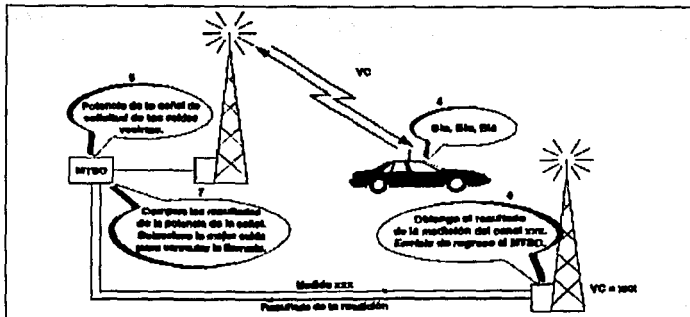 VC
5
Potencia de la señal de
solicitud de las celdas
vecinas.
4
Bla, Bla, Bla
MTSO
7
Compara los resultados
de la potencia de la señal.
Selecciona la mejor celda
para
la llamada.
6
Obtenga el resultado
de la medición del canal xxx.
Envíelo de regreso al MTSO.
Medida xxx
Resultado de la medición
VC = xxx